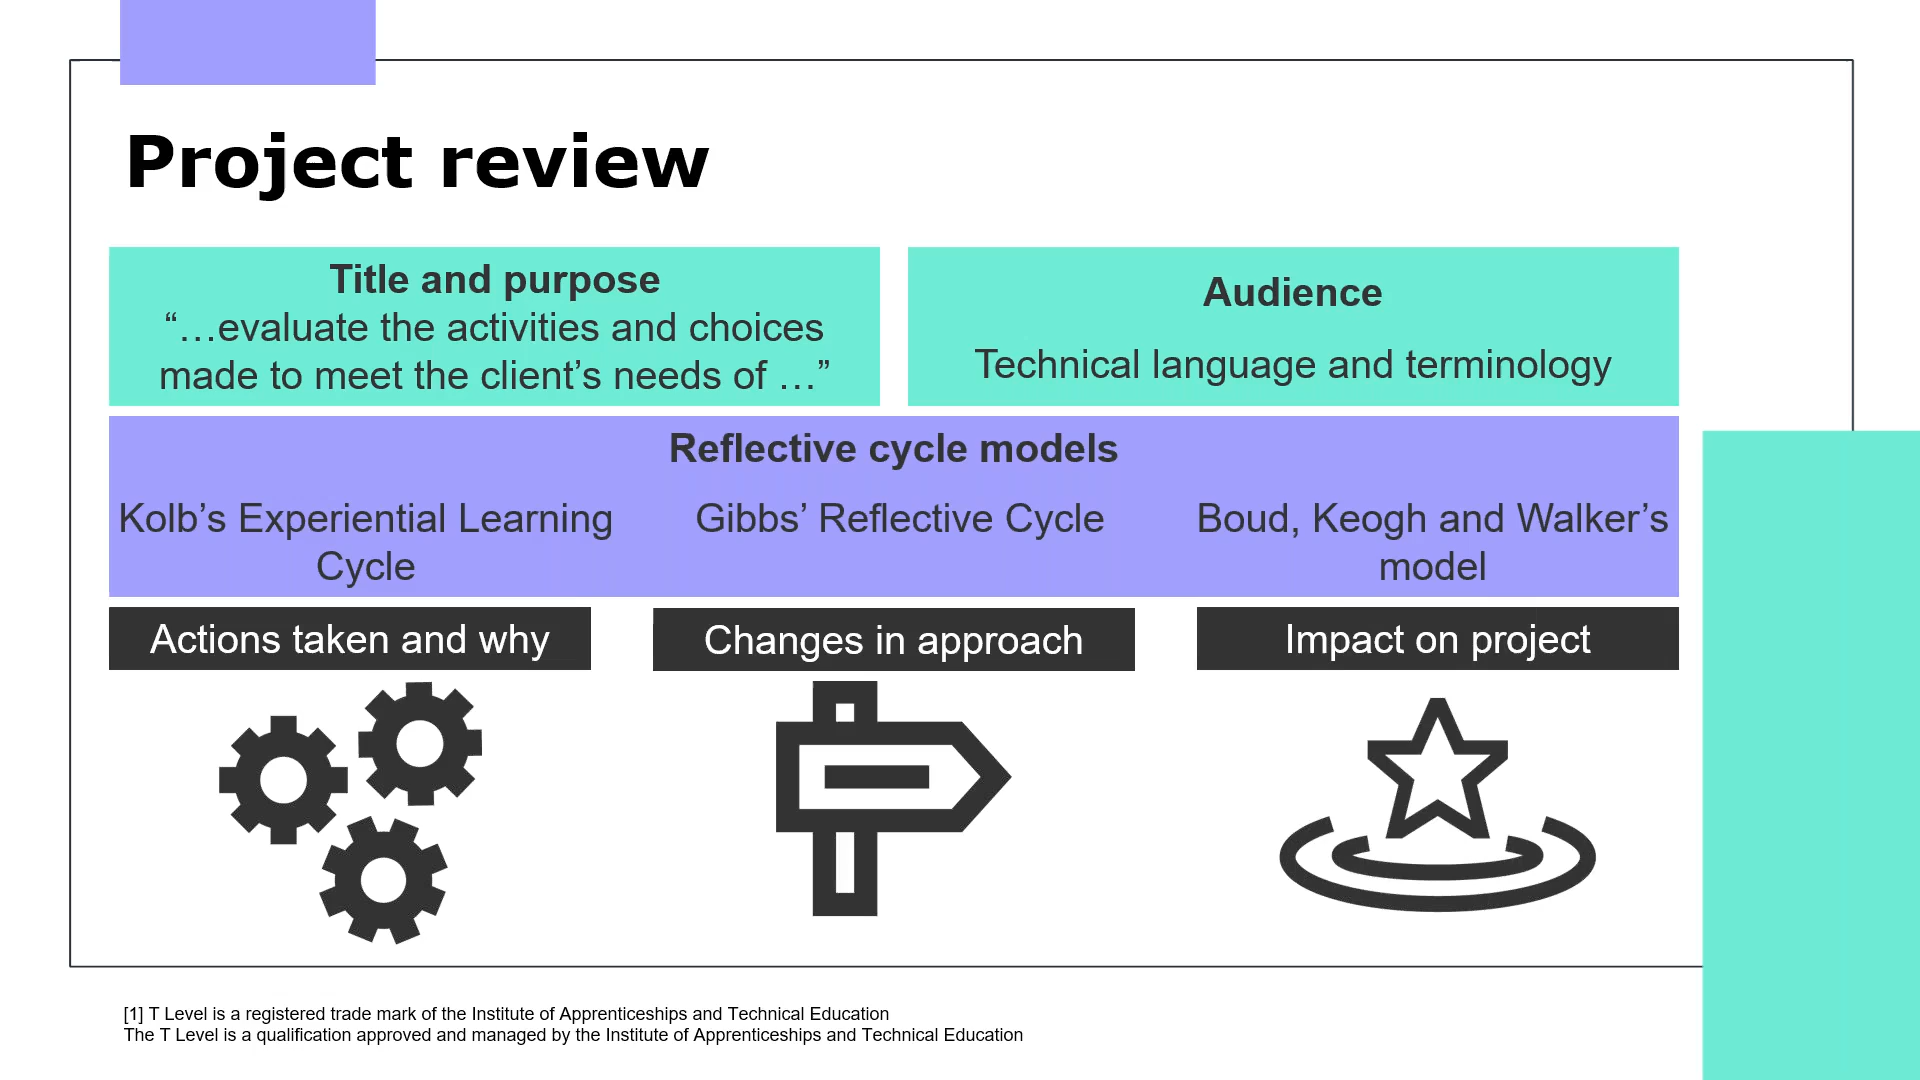 Project review
Title and purpose
“…evaluate the activities and choices
made to meet the client’s needs of …”
Audience
Technical language and terminology
Reflective cycle models
Kolb’s Experiential Learning
Cycle
Gibbs’ Reflective Cycle
Boud, Keogh and Walker’s
model
Actions taken and why
Changes in approach
Impact on project
[1] T Level is a registered trade mark of the Institute of Apprenticeships and Technical Education
The T Level is a qualification approved and managed by the Institute of Apprenticeships and Technical Education